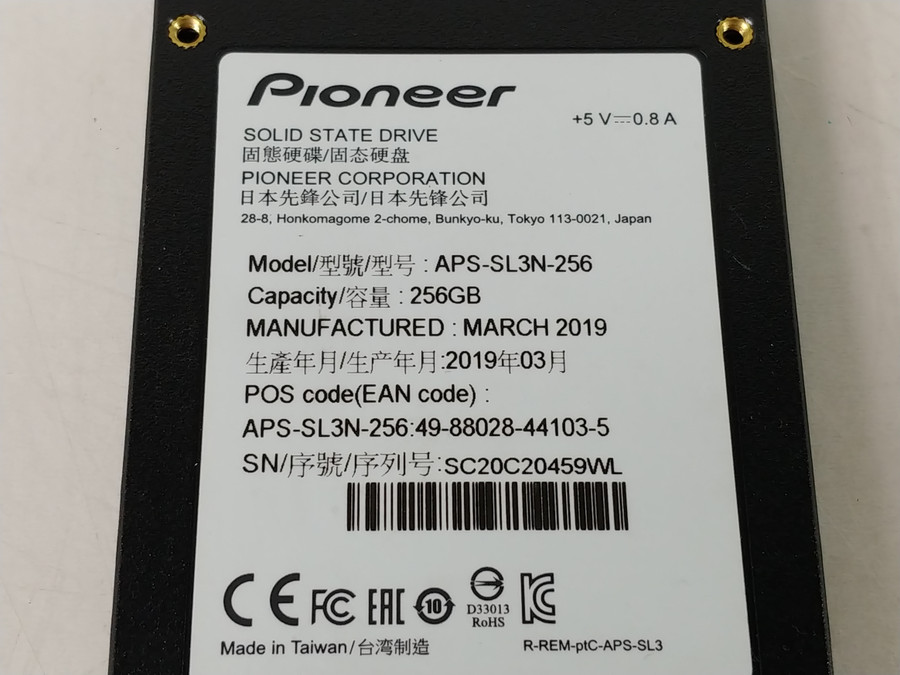 Pioneer
+5 V⎓0.8 A
SOLID STATE DRIVE
固態硬碟/固态硬盘
PIONEER CORPORATION
日本先鋒公司/日本先锋公司
28-8, Honkomagome 2-chome, Bunkyo-ku, Tokyo 113-0021, Japan
Model/型號/型号 : APS-SL3N-256
Capacity/容量 : 256GB
MANUFACTURED : MARCH 2019
生產年月/生产年月:2019年03月
POS code(EAN code) :
APS-SL3N-256:49-88028-44103-5
SN/序號/序列号:SC20C20459WL
CE FC EAC 10 D33013 RoHS KC
Made in Taiwan/台湾制造
R-REM-ptC-APS-SL3